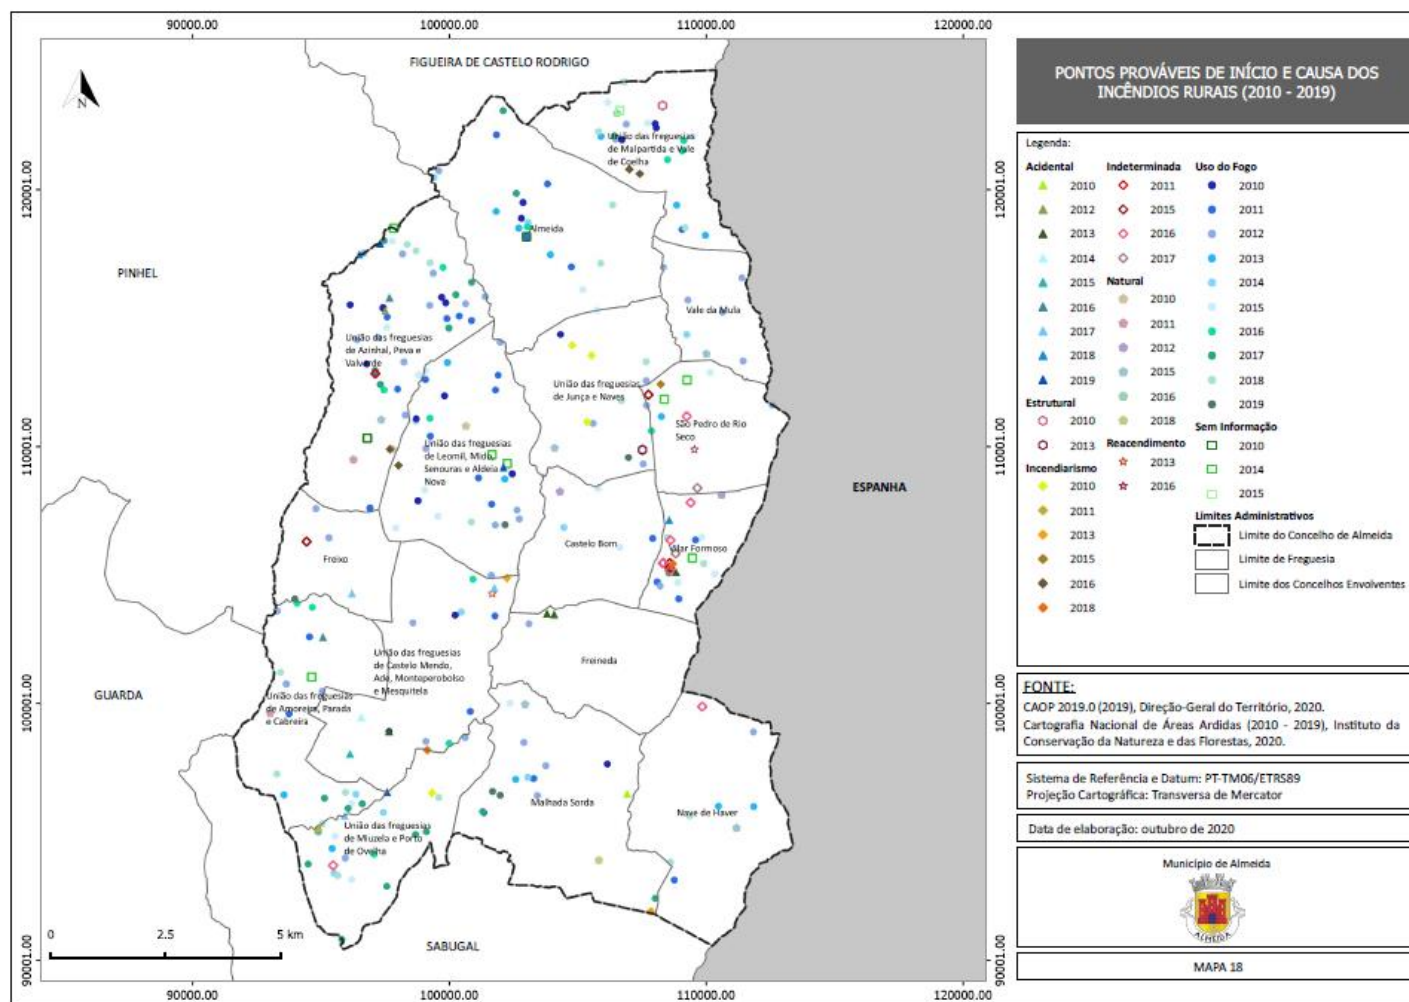 90000.00
100000.00
110000.00
120000.00
FIGUEIRA DE CASTELO RODRIGO
N
120001.00
120001.00
União das freguesias
de Malpartida e Vale
de Coelha
Almeida
PINHEL
Vale da Mula
União das freguesias
de Azinhal, Peva e
Valverde
União das freguesias
de Junça e Naves
São Pedro de Rio
Seco
110001.00
110001.00
União das freguesias
de Leomil, Mido,
Senouras e Aldeia
Nova
ESPANHA
Castelo Bom
Vilar Formoso
Freixo
Freineda
União das freguesias
de Castelo Mendo,
Ade, Monteperobolso
e Mesquitela
GUARDA
União das freguesias
de Amoreira, Parada
e Cabreira
100001.00
100001.00
Malhada Sorda
Nave de Haver
União das freguesias
de Miuzela e Porto
de Ovelha
0
2.5
5 km
SABUGAL
90001.00
90001.00
90000.00
100000.00
110000.00
120000.00
PONTOS PROVÁVEIS DE INÍCIO E CAUSA DOS
INCÊNDIOS RURAIS (2010 - 2019)
Legenda:
Acidental
2010
2012
2013
2014
2015
2016
2017
2018
2019
Estrutural
2010
2013
Incendiarismo
2010
2011
2013
2015
2016
2018
Indeterminada
2011
2015
2016
2017
Natural
2010
2011
2012
2015
2016
2018
Reacendimento
2013
2016
Uso do Fogo
2010
2011
2012
2013
2014
2015
2016
2017
2018
2019
Sem Informação
2010
2014
2015
Limites Administrativos
Limite do Concelho de Almeida
Limite de Freguesia
Limite dos Concelhos Envolventes
FONTE:
CAOP 2019.0 (2019), Direção-Geral do Território, 2020.
Cartografia Nacional de Áreas Ardidas (2010 - 2019), Instituto da
Conservação da Natureza e das Florestas, 2020.
Sistema de Referência e Datum: PT-TM06/ETRS89
Projeção Cartográfica: Transversa de Mercator
Data de elaboração: outubro de 2020
Município de Almeida
ALMEIDA
MAPA 18